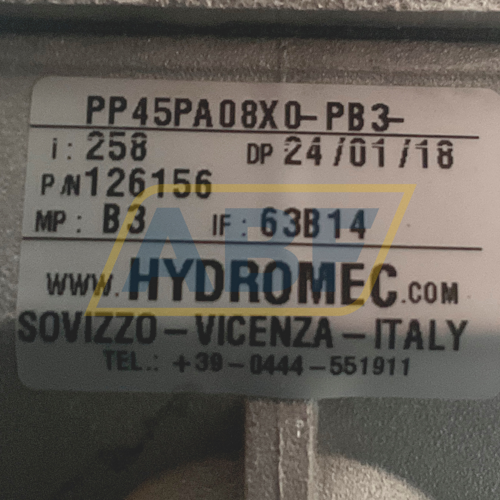 PP45PA08X0-PB3-
i: 258 DP 24/01/18
P/N 126156
MP: B3 IF: 63B14
ABF
www.HYDROMEC.com
SOVIZZO-VICENZA-ITALY
TEL.: +39-0444-551911